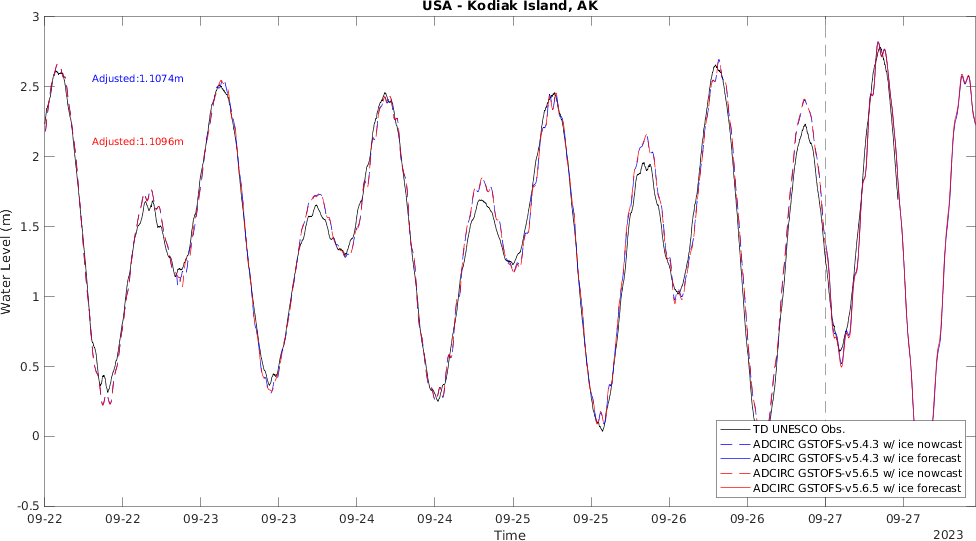 USA - Kodiak Island, AK
Adjusted:1.1074m
Adjusted:1.1096m
Water Level (m)
3
2.5
2
1.5
1
0.5
0
-0.5
TD UNESCO Obs.
ADCIRC GSTOFS-v5.4.3 w/ ice nowcast
ADCIRC GSTOFS-v5.4.3 w/ ice forecast
ADCIRC GSTOFS-v5.6.5 w/ ice nowcast
ADCIRC GSTOFS-v5.6.5 w/ ice forecast
09-22 09-22 09-23 09-23 09-24 09-24 09-25 09-25 09-26 09-26 09-27 09-27
Time
2023